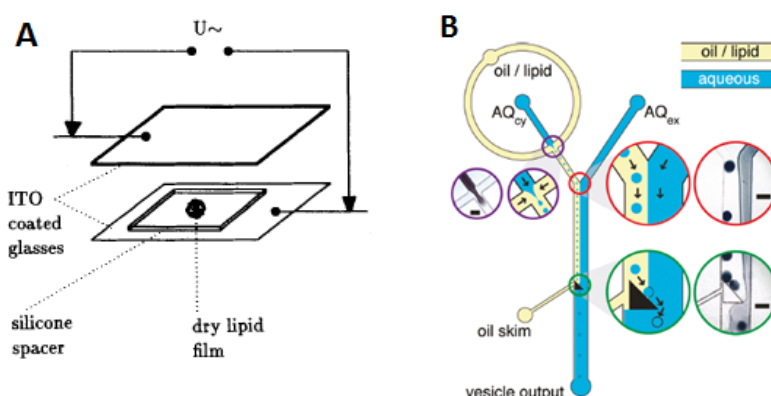 A
U~
ITO
coated
glasses
silicone
spacer
dry lipid
film
B
oil / lipid
aqueous
oil / lipid
AQcy
AQex
oil skim
vesicle output